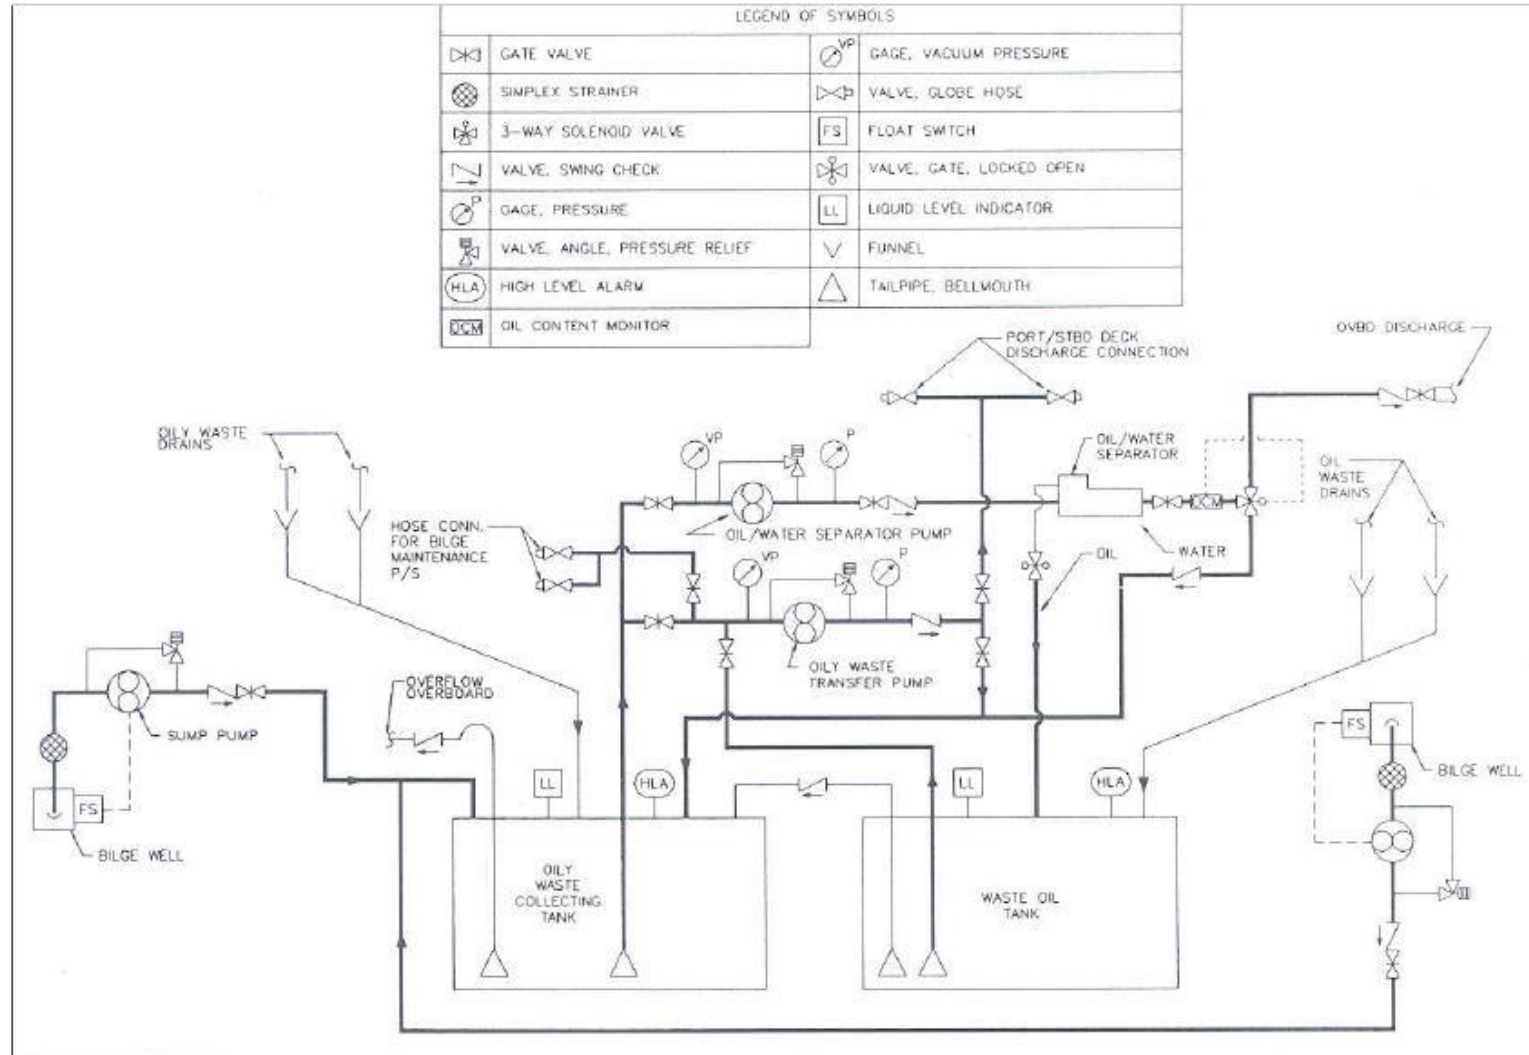 LEGEND OF SYMBOLS
GATE VALVE
VP
GAGE, VACUUM PRESSURE
SIMPLEX STRAINER
VALVE, GLOBE HOSE
3-WAY SOLENOID VALVE
FS
FLOAT SWITCH
VALVE, SWING CHECK
VALVE, GATE, LOCKED OPEN
P
GAGE, PRESSURE
LL
LIQUID LEVEL INDICATOR
VALVE, ANGLE, PRESSURE RELIEF
FUNNEL
HLA
HIGH LEVEL ALARM
TAILPIPE, BELLMOUTH
OCM
OIL CONTENT MONITOR
OVBD DISCHARGE
PORT/STBD DECK
DISCHARGE CONNECTION
OILY WASTE
DRAINS
VP
P
OIL/WATER
SEPARATOR
OIL
WASTE
DRAINS
OCM
HOSE CONN.
FOR BILGE
MAINTENANCE
P/S
OIL/WATER SEPARATOR PUMP
OIL
WATER
VP
P
OILY WASTE
TRANSFER PUMP
OVERFLOW
OVERBOARD
SUMP PUMP
FS
BILGE WELL
LL
HLA
LL
HLA
FS
BILGE WELL
OILY
WASTE
COLLECTING
TANK
WASTE OIL
TANK